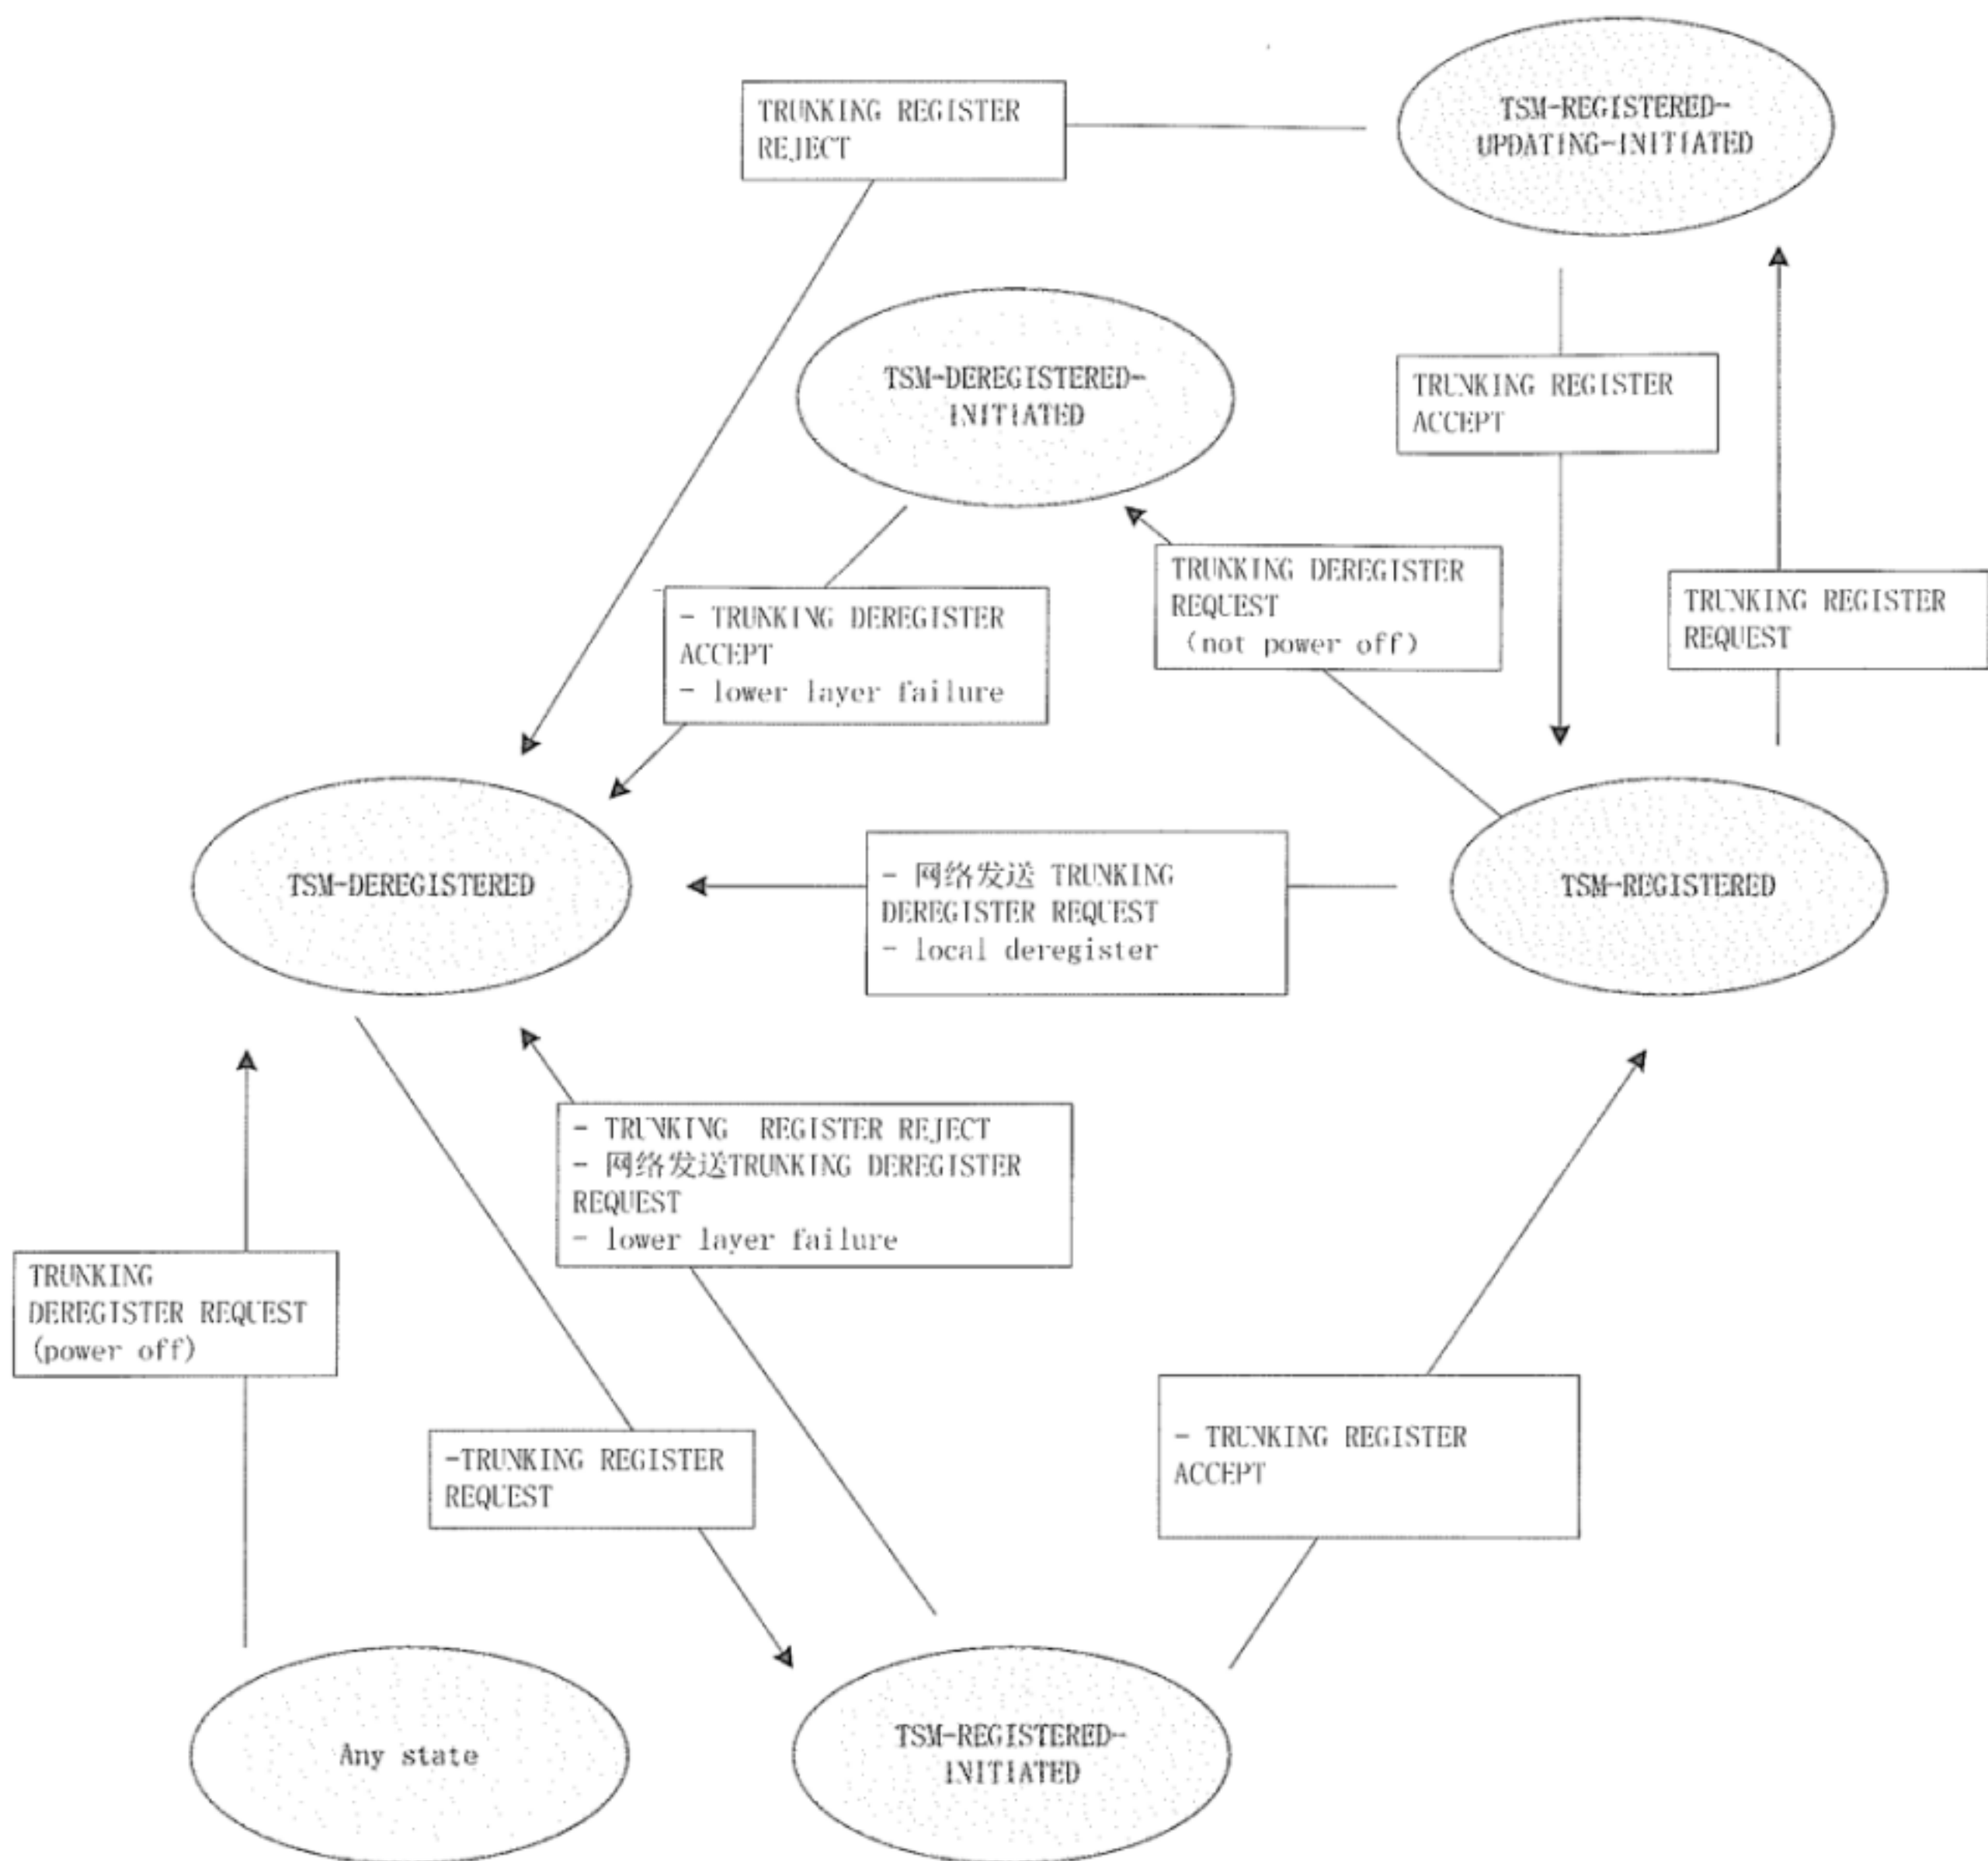 TRUNKING REGISTER
REJECT
TSM-REGISTERED-
UPDATING-INITIATED
TSM-DEREGISTERED-
INITIATED
TRUNKING REGISTER
ACCEPT
TRUNKING DEREGISTER
REQUEST
(not power off)
TRUNKING REGISTER
REQUEST
- TRUNKING DEREGISTER
ACCEPT
- lower layer failure
TSM-DEREGISTERED
- 网络发送 TRUNKING
DEREGISTER REQUEST
- local deregister
TSM-REGISTERED
- TRUNKING REGISTER REJECT
- 网络发送TRUNKING DEREGISTER
REQUEST
- lower layer failure
TRUNKING
DEREGISTER REQUEST
(power off)
-TRUNKING REGISTER
REQUEST
- TRUNKING REGISTER
ACCEPT
Any state
TSM-REGISTERED-
INITIATED